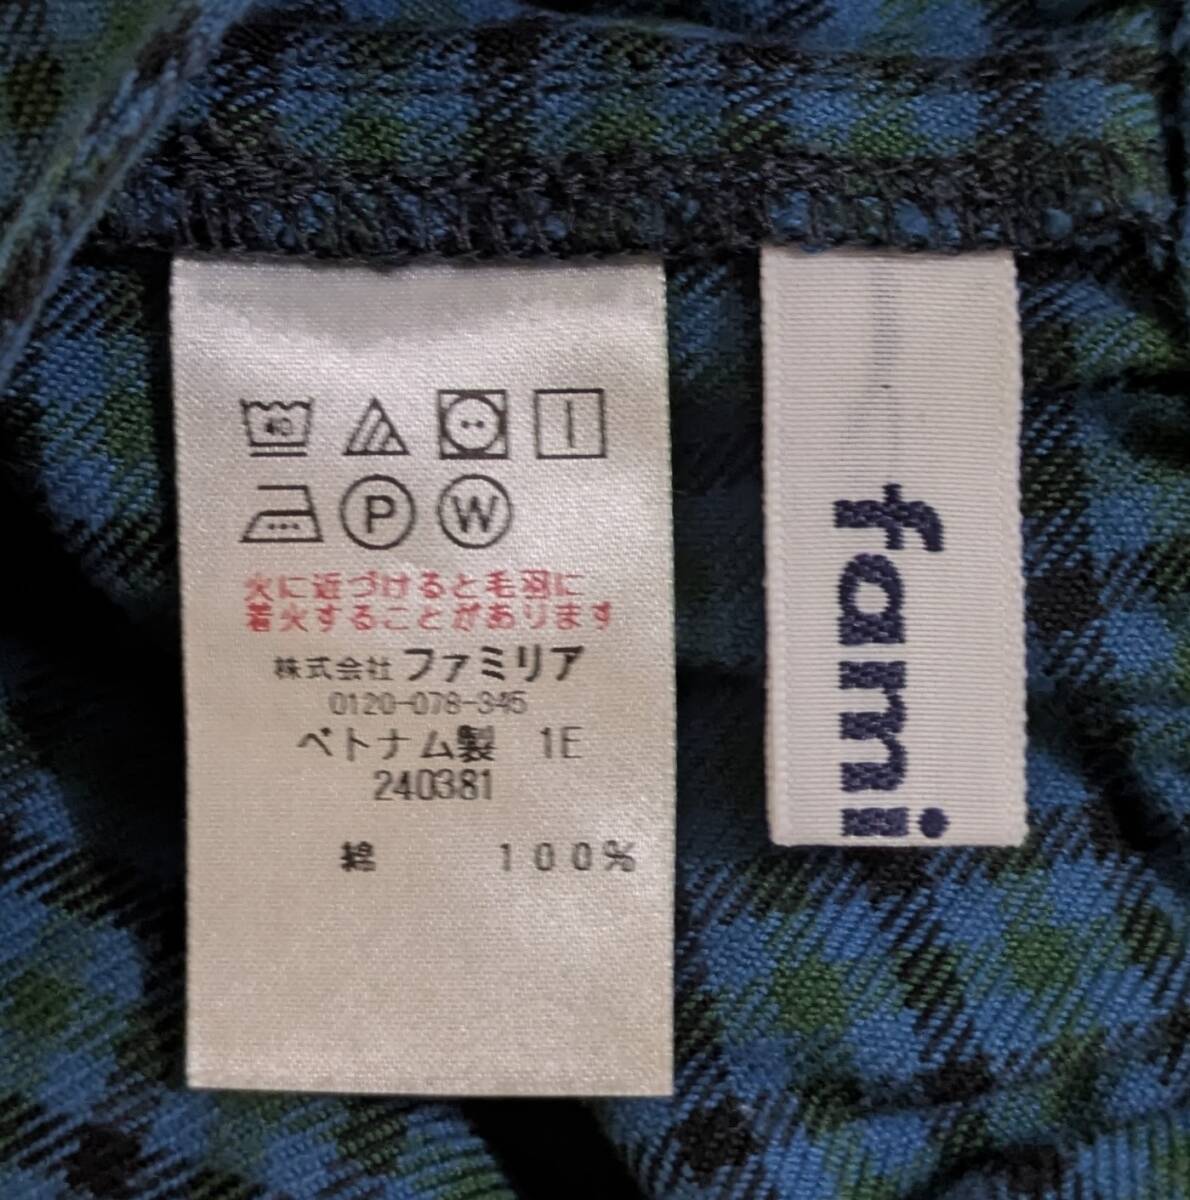 40
P W
火に近づけると毛羽に
着火することがあります
株式会社 ファミリア
0120-078-345
ベトナム製 1E
240381
綿 100%
fami